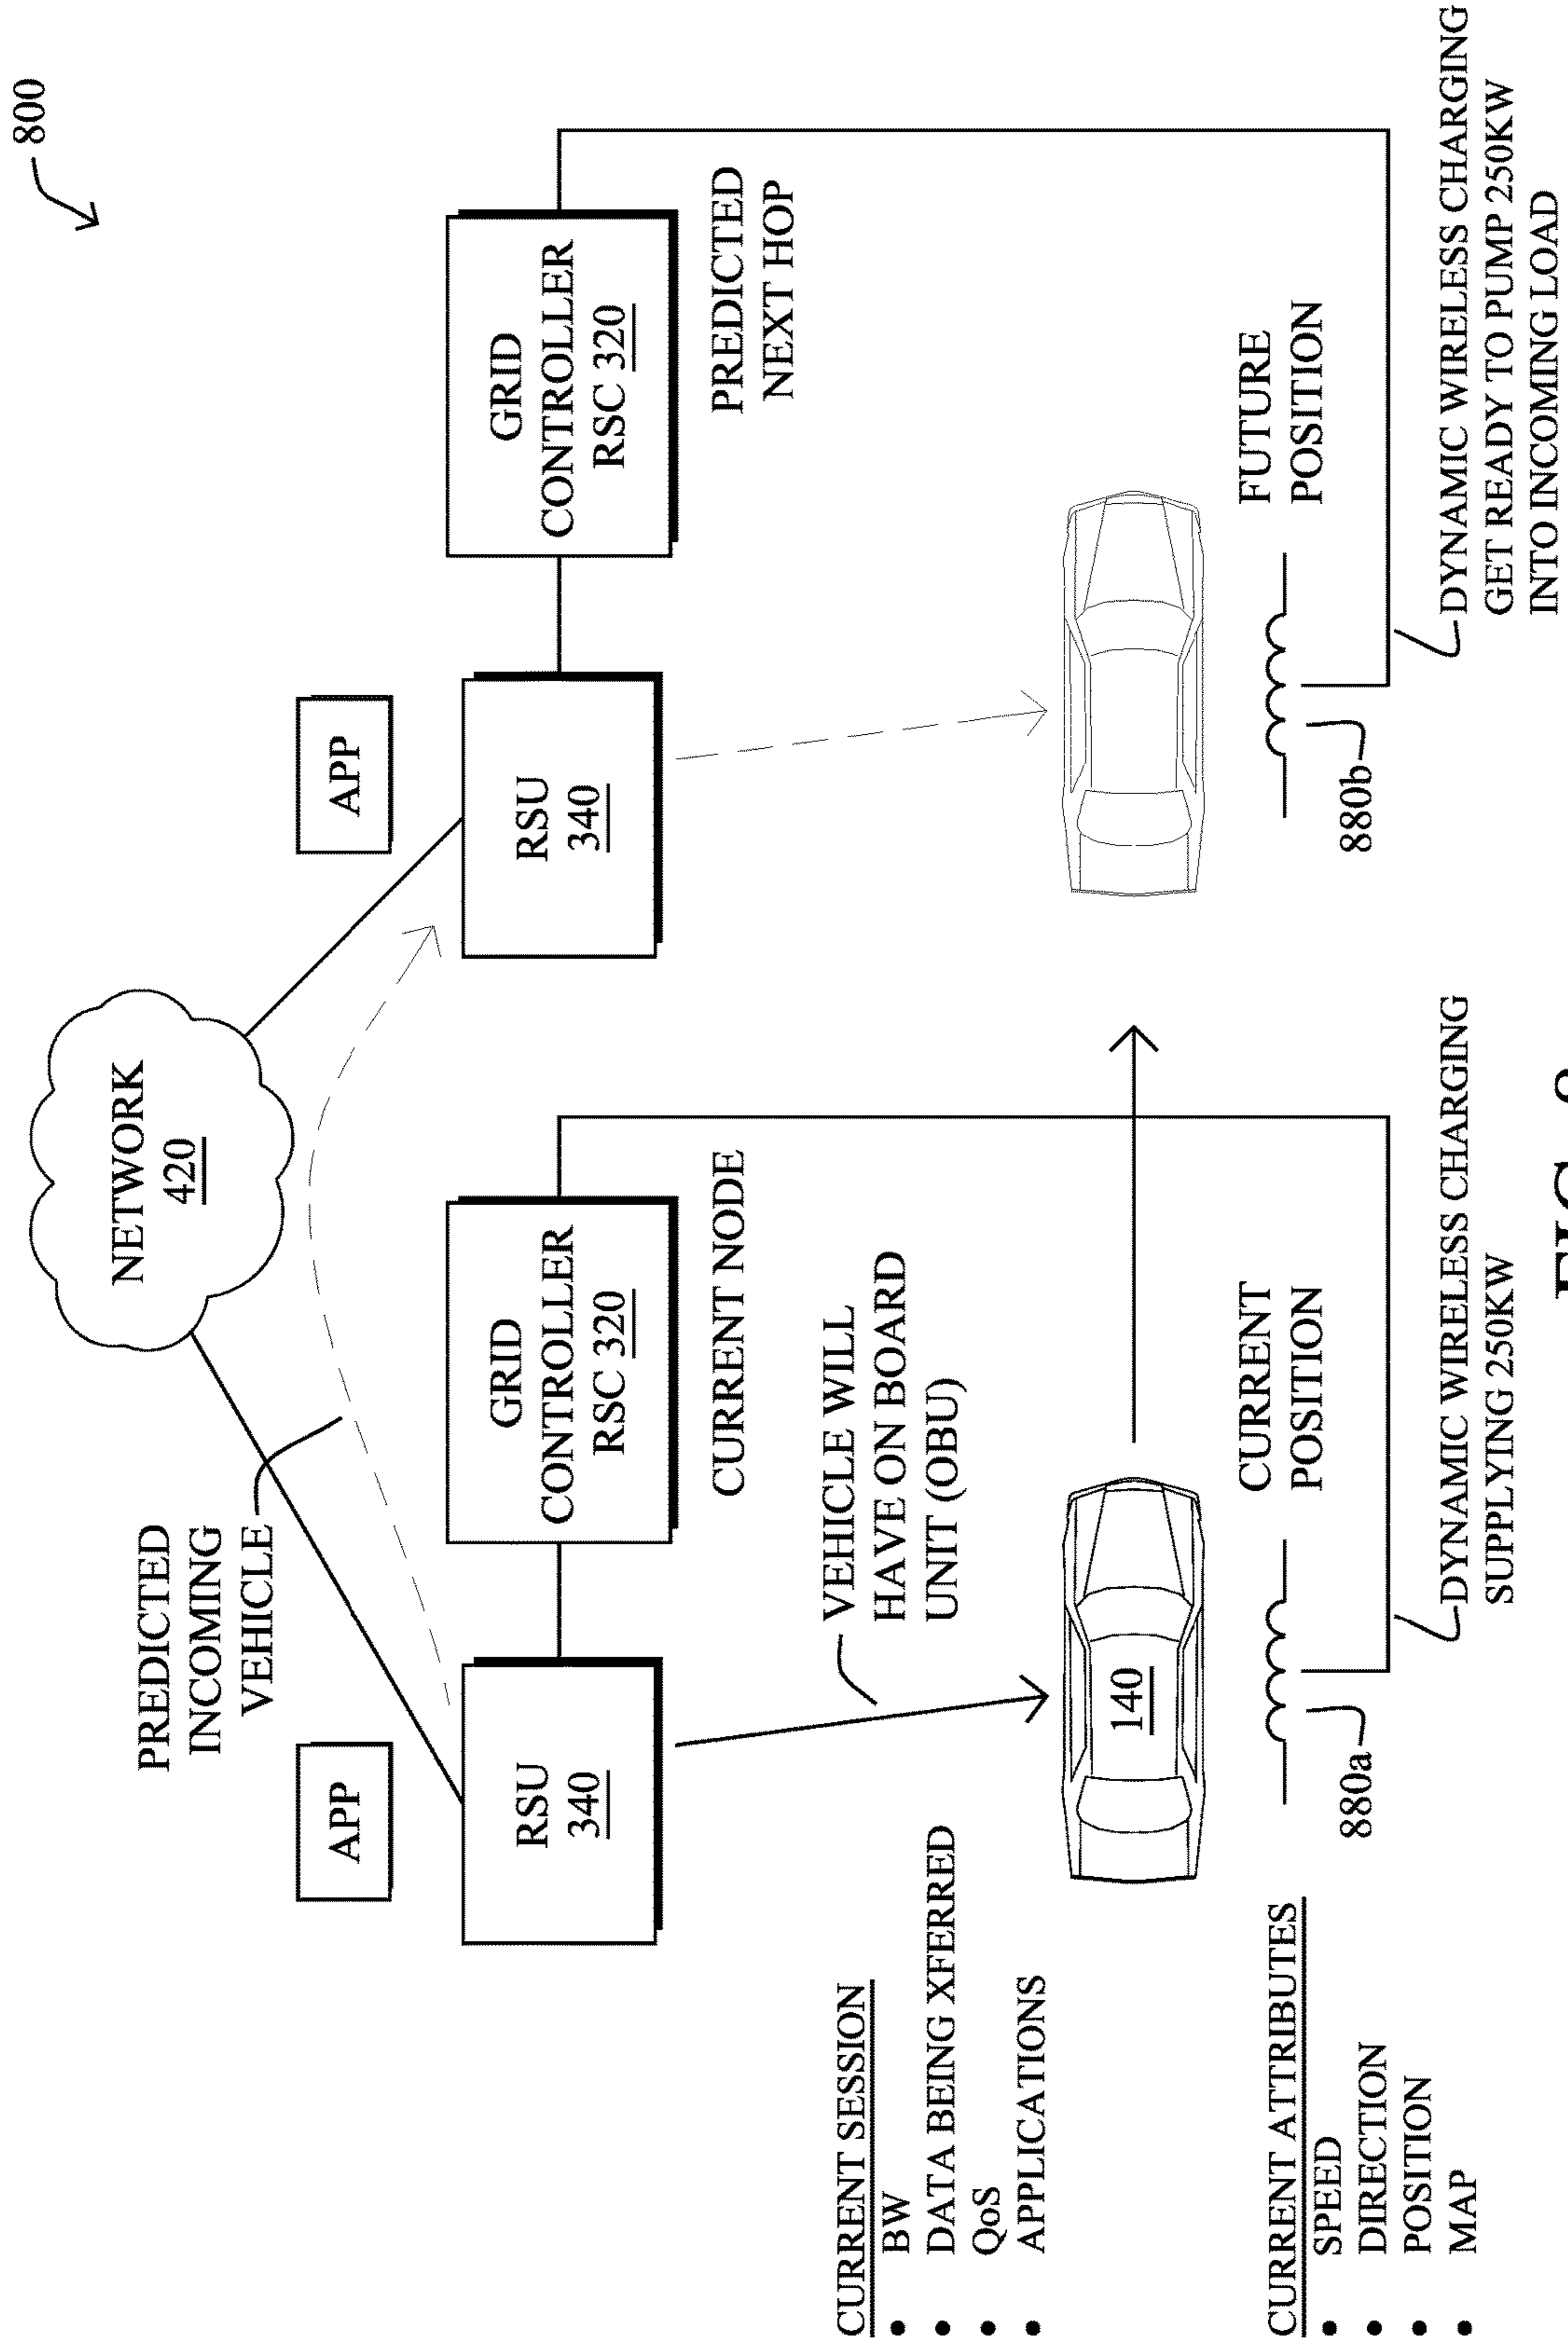 800
NETWORK
420
PREDICTED
INCOMING
VEHICLE
APP
APP
RSU
340
GRID
CONTROLLER
RSC 320
RSU
340
GRID
CONTROLLER
RSC 320
CURRENT NODE
PREDICTED
NEXT HOP
VEHICLE WILL
HAVE ON BOARD
UNIT (OBU)
CURRENT SESSION
• BW
• DATA BEING XFERRED
• QoS
• APPLICATIONS
140
CURRENT
POSITION
FUTURE
POSITION
880a
880b
CURRENT ATTRIBUTES
• SPEED
• DIRECTION
• POSITION
• MAP
DYNAMIC WIRELESS CHARGING
SUPPLYING 250KW
DYNAMIC WIRELESS CHARGING
GET READY TO PUMP 250KW
INTO INCOMING LOAD